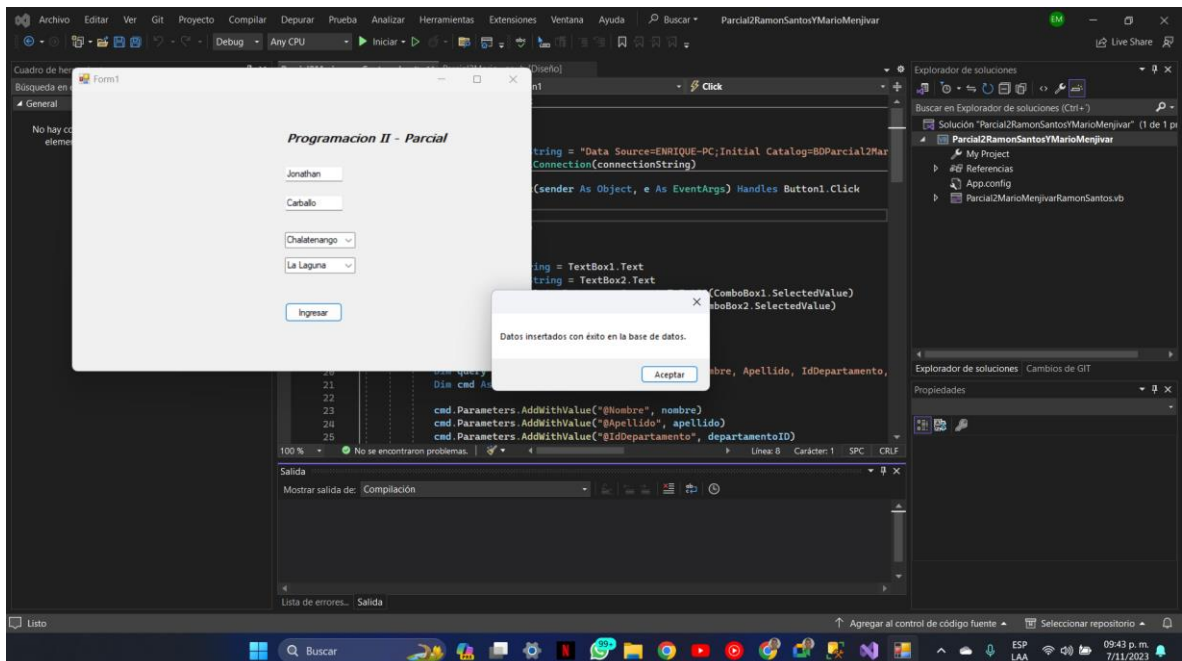 Archivo Editar Ver Git Proyecto Compilar Depurar Prueba Analizar Herramientas Extensiones Ventana Ayuda Buscar Parcial2RamonSantosYMarioMenjivar EM
Debug Any CPU Iniciar Live Share
Cuadro de her
Búsqueda en
General
No hay co
eleme
Form1
Programacion II - Parcial
Jonathan
Carballo
Chalatenango
La Laguna
Ingresar
[Diseño]
Click
tring = "Data Source=ENRIQUE-PC;Initial Catalog=BDParcial2Mar
Connection(connectionString)
(sender As Object, e As EventArgs) Handles Button1.Click
ing = TextBox1.Text
tring = TextBox2.Text
(ComboBox1.SelectedValue)
boBox2.SelectedValue)
Datos insertados con éxito en la base de datos.
Aceptar
20 Dim query mbre, Apellido, IdDepartamento,
21 Dim cmd As
22
23 cmd.Parameters.AddWithValue("@Nombre", nombre)
24 cmd.Parameters.AddWithValue("@Apellido", apellido)
25 cmd.Parameters.AddWithValue("@IdDepartamento", departamentoID)
100 % No se encontraron problemas. Línea: 8 Carácter: 1 SPC CRLF
Salida
Mostrar salida de: Compilación
Lista de errores... Salida
Explorador de soluciones
Buscar en Explorador de soluciones (Ctrl+´)
Solución "Parcial2RamonSantosYMarioMenjivar" (1 de 1 pr
Parcial2RamonSantosYMarioMenjivar
My Project
Referencias
App.config
Parcial2MarioMenjivarRamonSantos.vb
Explorador de soluciones Cambios de GIT
Propiedades
Listo Agregar al control de código fuente Seleccionar repositorio
Buscar 99+ ESP LAA 09:43 p. m. 7/11/2023